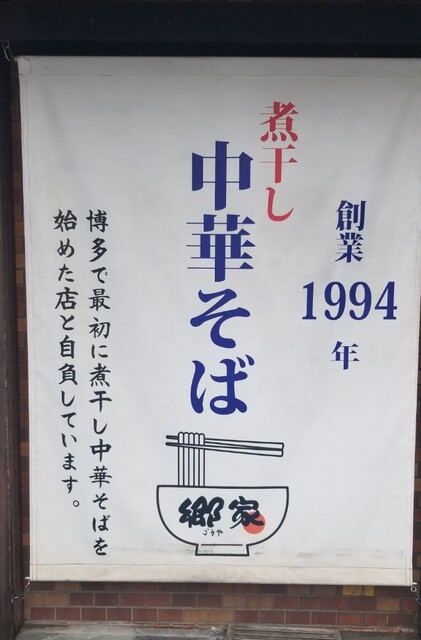 創業
1994
年
煮干し
中華そば
博多で最初に煮干し中華そばを
始めた店と自負しています。
郷家
ごうや